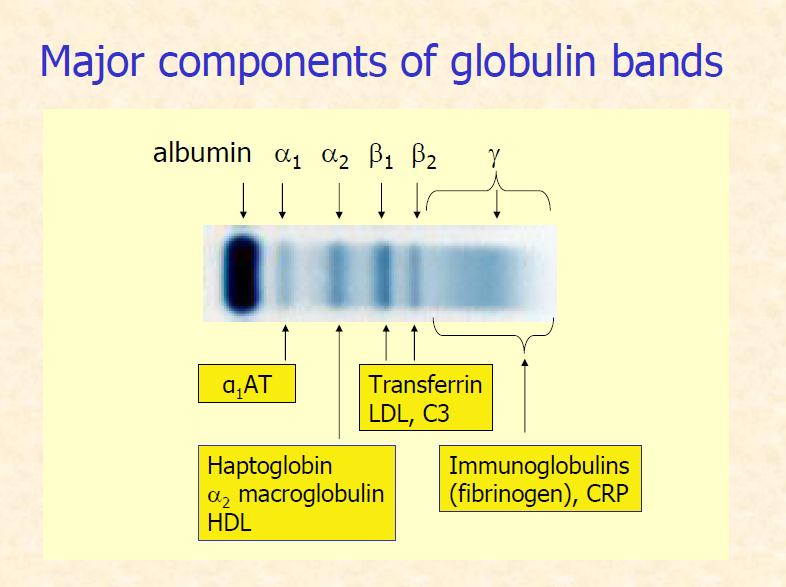 Major components of globulin bands
albumin α1 α2 β1 β2 γ
α1AT
Transferrin
LDL, C3
Haptoglobin
α2 macroglobulin
HDL
Immunoglobulins
(fibrinogen), CRP